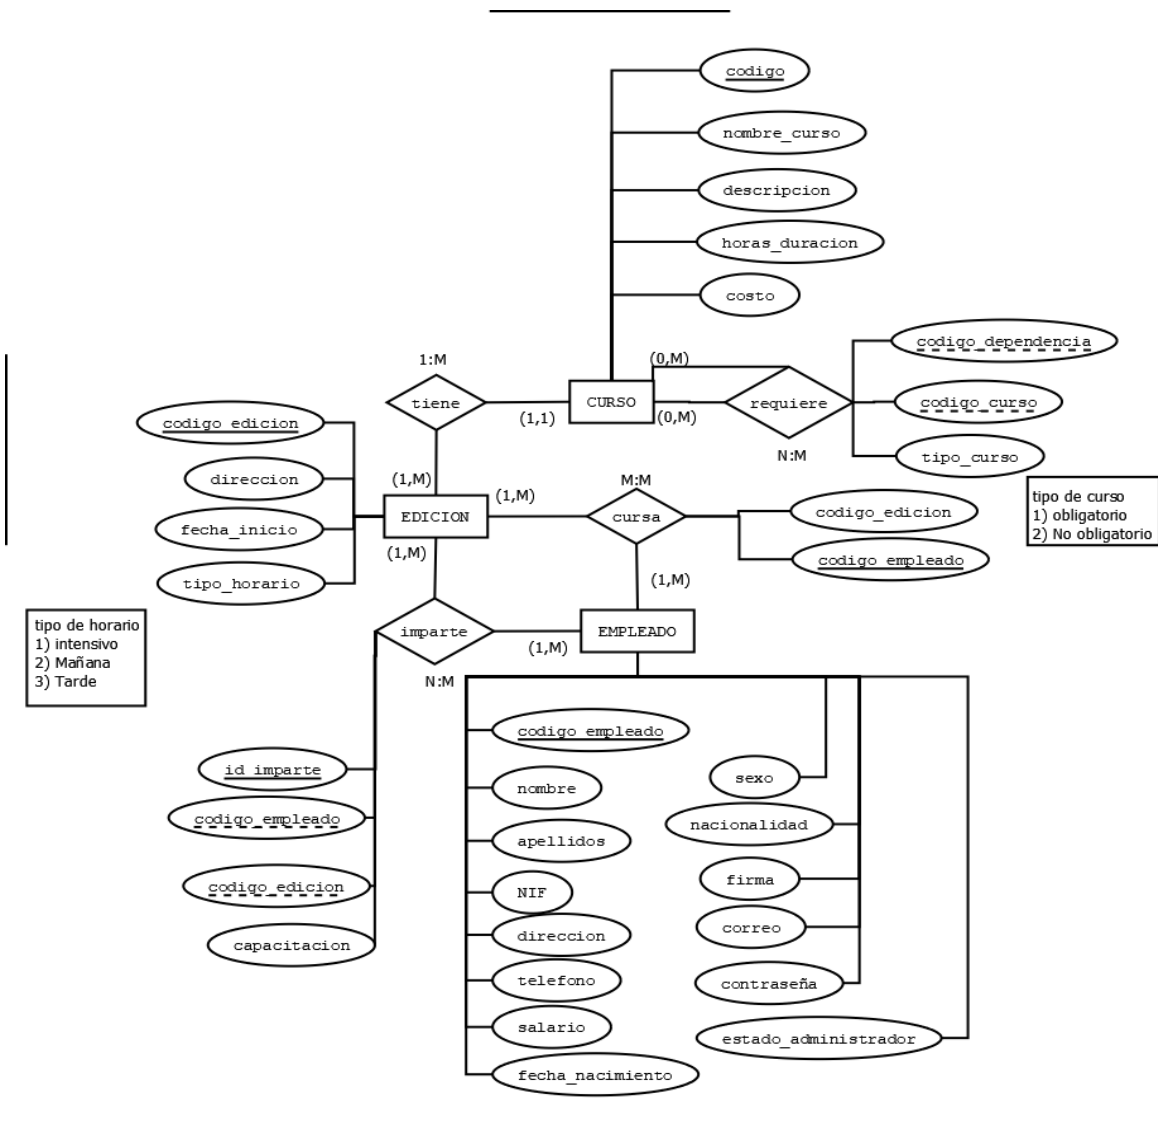 codigo
nombre_curso
descripcion
horas_duracion
costo
1:M
(0,M)
codigo_dependencia
tiene
(1,1)
CURSO
(0,M)
requiere
codigo_curso
codigo_edicion
N:M
tipo_curso
direccion
(1,M)
(1,M)
M:M
tipo de curso
1) obligatorio
2) No obligatorio
EDICION
cursa
codigo_edicion
fecha_inicio
(1,M)
codigo_empleado
tipo_horario
(1,M)
tipo de horario
1) intensivo
2) Mañana
3) Tarde
imparte
(1,M)
EMPLEADO
N:M
codigo_empleado
id_imparte
nombre
sexo
codigo_empleado
apellidos
nacionalidad
codigo_edicion
NIF
firma
capacitacion
direccion
correo
telefono
contraseña
salario
estado_administrador
fecha_nacimiento